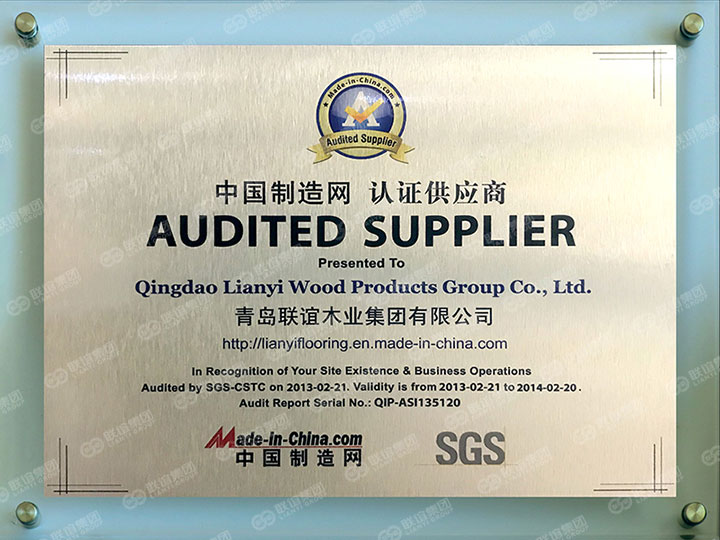 Made-in-China.com
Audited Supplier
中国制造网 认证供应商
AUDITED SUPPLIER
Presented To
Qingdao Lianyi Wood Products Group Co., Ltd.
青岛联谊木业集团有限公司
http://lianyiflooring.en.made-in-china.com
In Recognition of Your Site Existence & Business Operations
Audited by SGS-CSTC on 2013-02-21. Validity is from 2013-02-21 to 2014-02-20 .
Audit Report Serial No.: QIP-ASI135120
Made-in-China.com
中国制造网
SGS
联谊集团